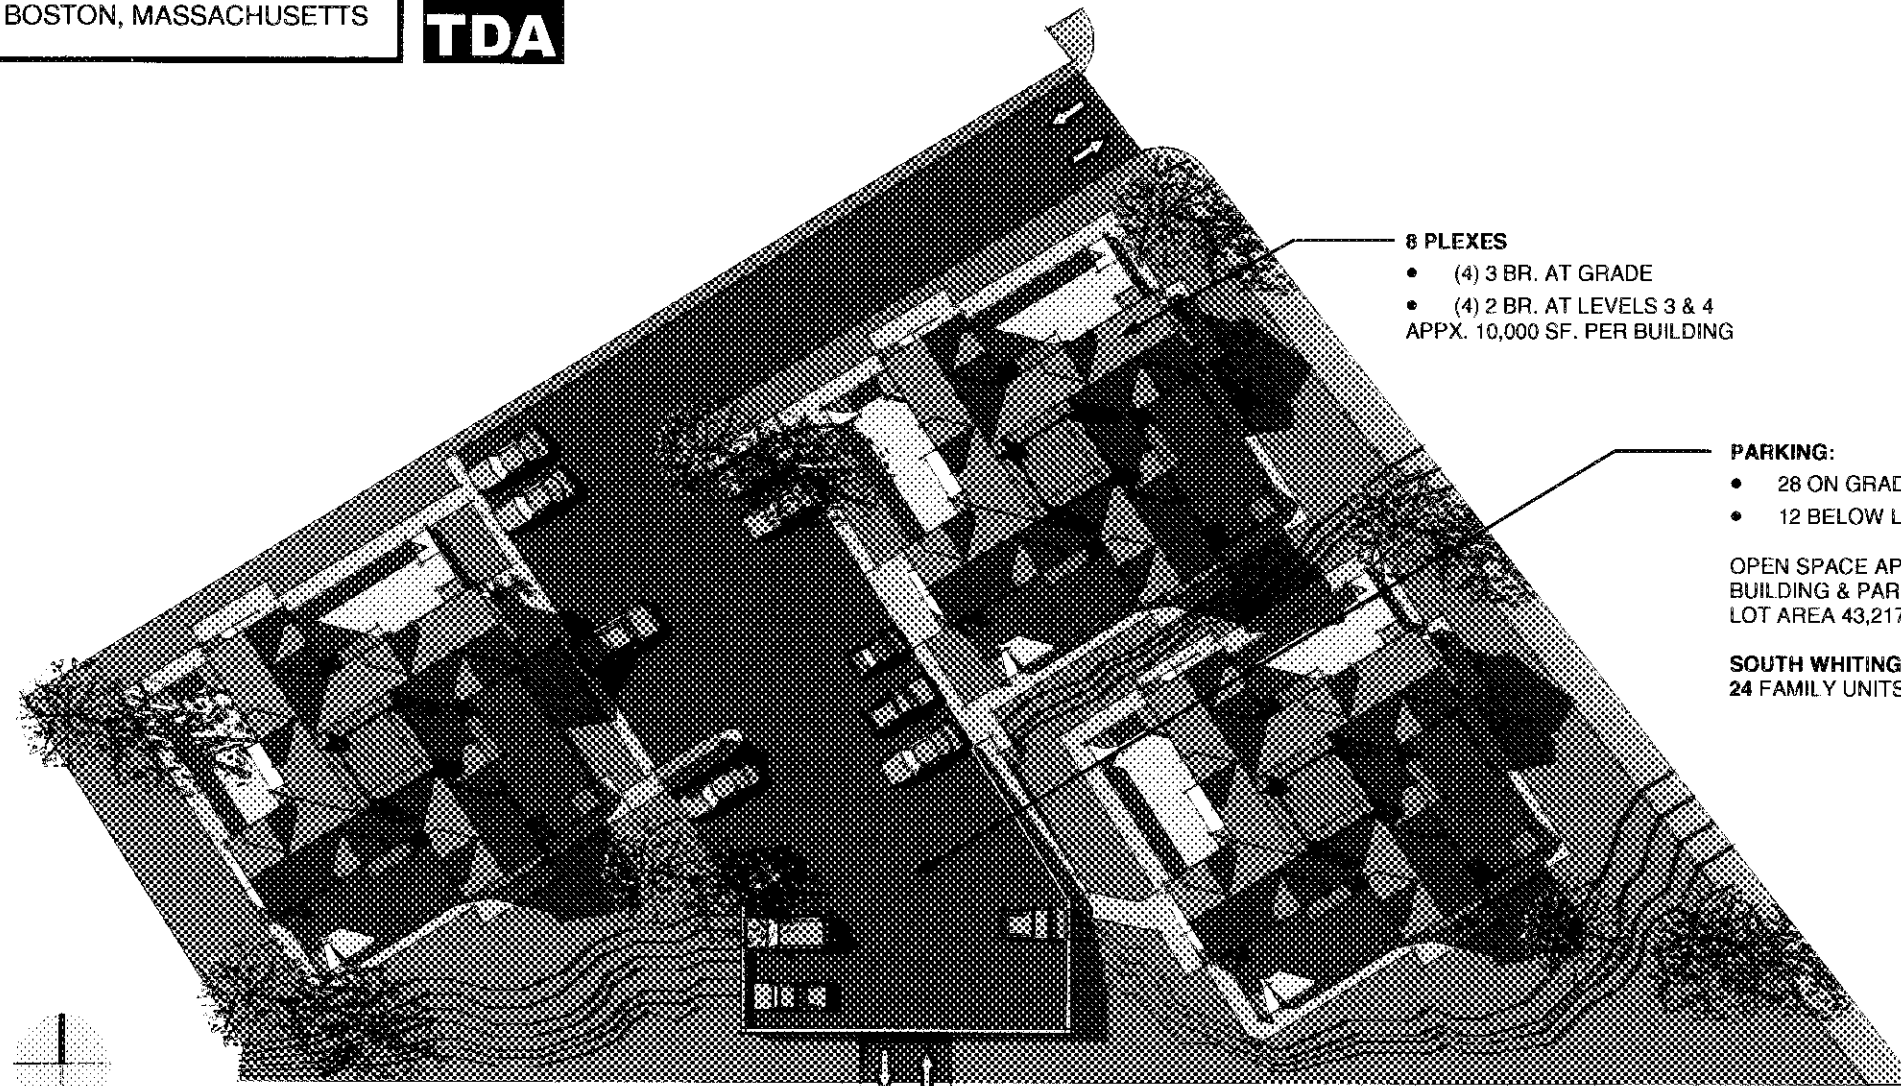 BOSTON, MASSACHUSETTS
TDA
8 PLEXES
• (4) 3 BR. AT GRADE
• (4) 2 BR. AT LEVELS 3 & 4
APPX. 10,000 SF. PER BUILDING
PARKING:
• 28 ON GRAD
• 12 BELOW L
OPEN SPACE AP
BUILDING & PAR
LOT AREA 43,217
SOUTH WHITING
24 FAMILY UNITS